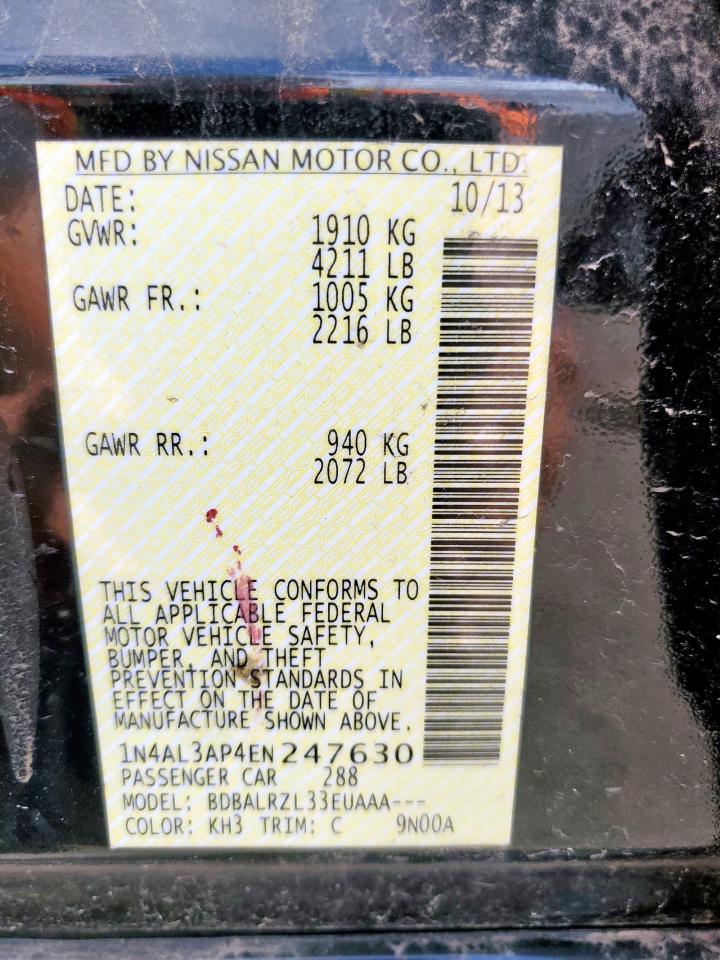 MFD BY NISSAN MOTOR CO., LTD.
DATE: 10/13
GVWR: 1910 KG
4211 LB
GAWR FR.: 1005 KG
2216 LB
GAWR RR.: 940 KG
2072 LB
THIS VEHICLE CONFORMS TO
ALL APPLICABLE FEDERAL
MOTOR VEHICLE SAFETY,
BUMPER, AND THEFT
PREVENTION STANDARDS IN
EFFECT ON THE DATE OF
MANUFACTURE SHOWN ABOVE.
1N4AL3AP4EN247630
PASSENGER CAR 288
MODEL: BDBALRZL33EUAAA---
COLOR: KH3 TRIM: C 9N00A